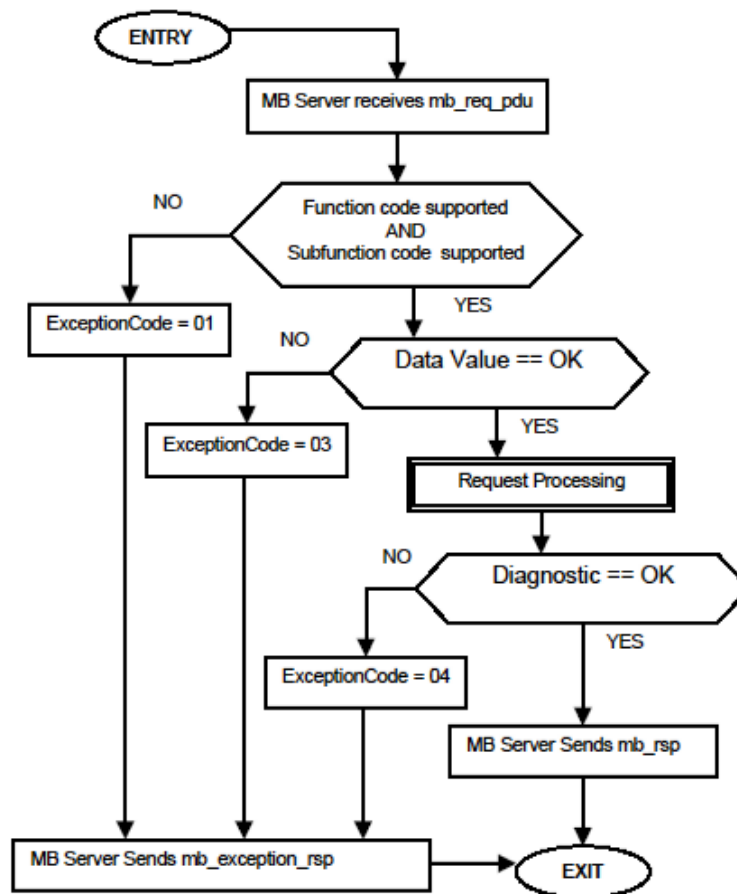 ENTRY
MB Server receives mb_req_pdu
NO
Function code supported
AND
Subfunction code supported
YES
ExceptionCode = 01
NO
Data Value == OK
YES
ExceptionCode = 03
Request Processing
NO
Diagnostic == OK
YES
ExceptionCode = 04
MB Server Sends mb_rsp
MB Server Sends mb_exception_rsp
EXIT